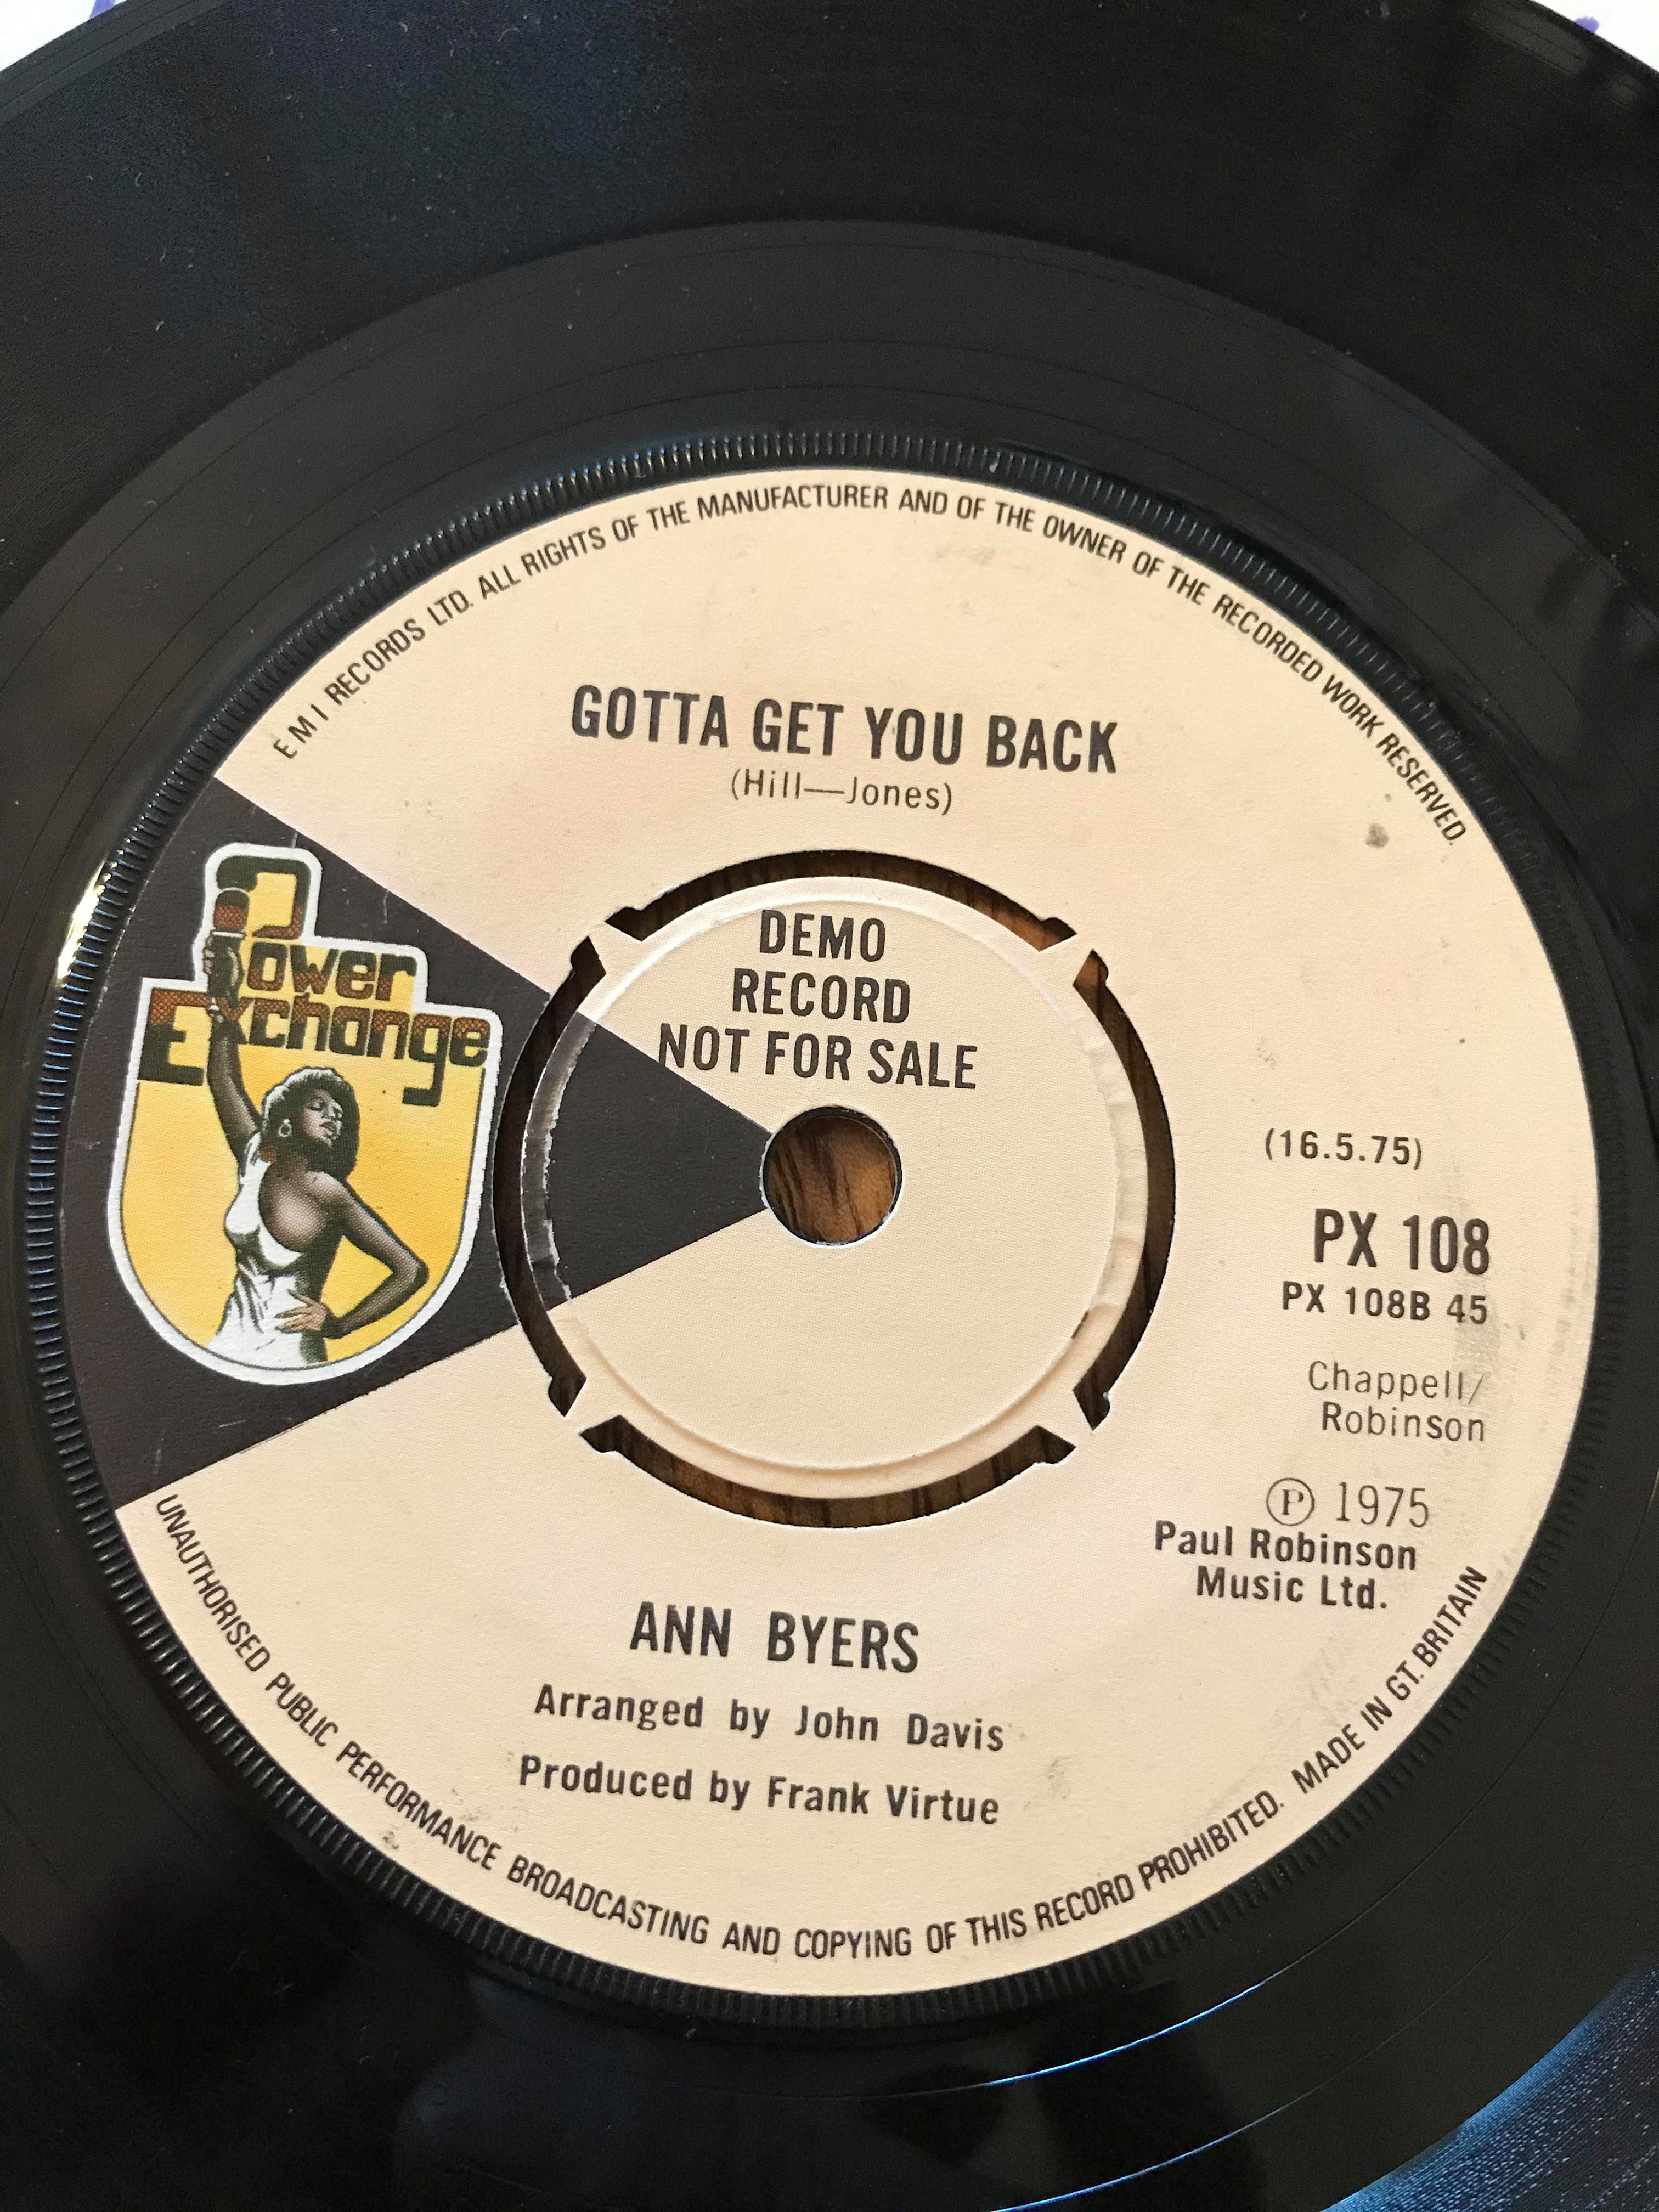 E M I RECORDS LTD. ALL RIGHTS OF THE MANUFACTURER AND OF THE OWNER OF THE RECORDED WORK RESERVED.
GOTTA GET YOU BACK
(Hill—Jones)
DEMO
RECORD
NOT FOR SALE
Power
Exchange
(16.5.75)
PX 108
PX 108B 45
Chappell/
Robinson
Ⓟ 1975
Paul Robinson
Music Ltd.
ANN BYERS
Arranged by John Davis
Produced by Frank Virtue
UNAUTHORISED PUBLIC PERFORMANCE BROADCASTING AND COPYING OF THIS RECORD PROHIBITED. MADE IN GT. BRITAIN